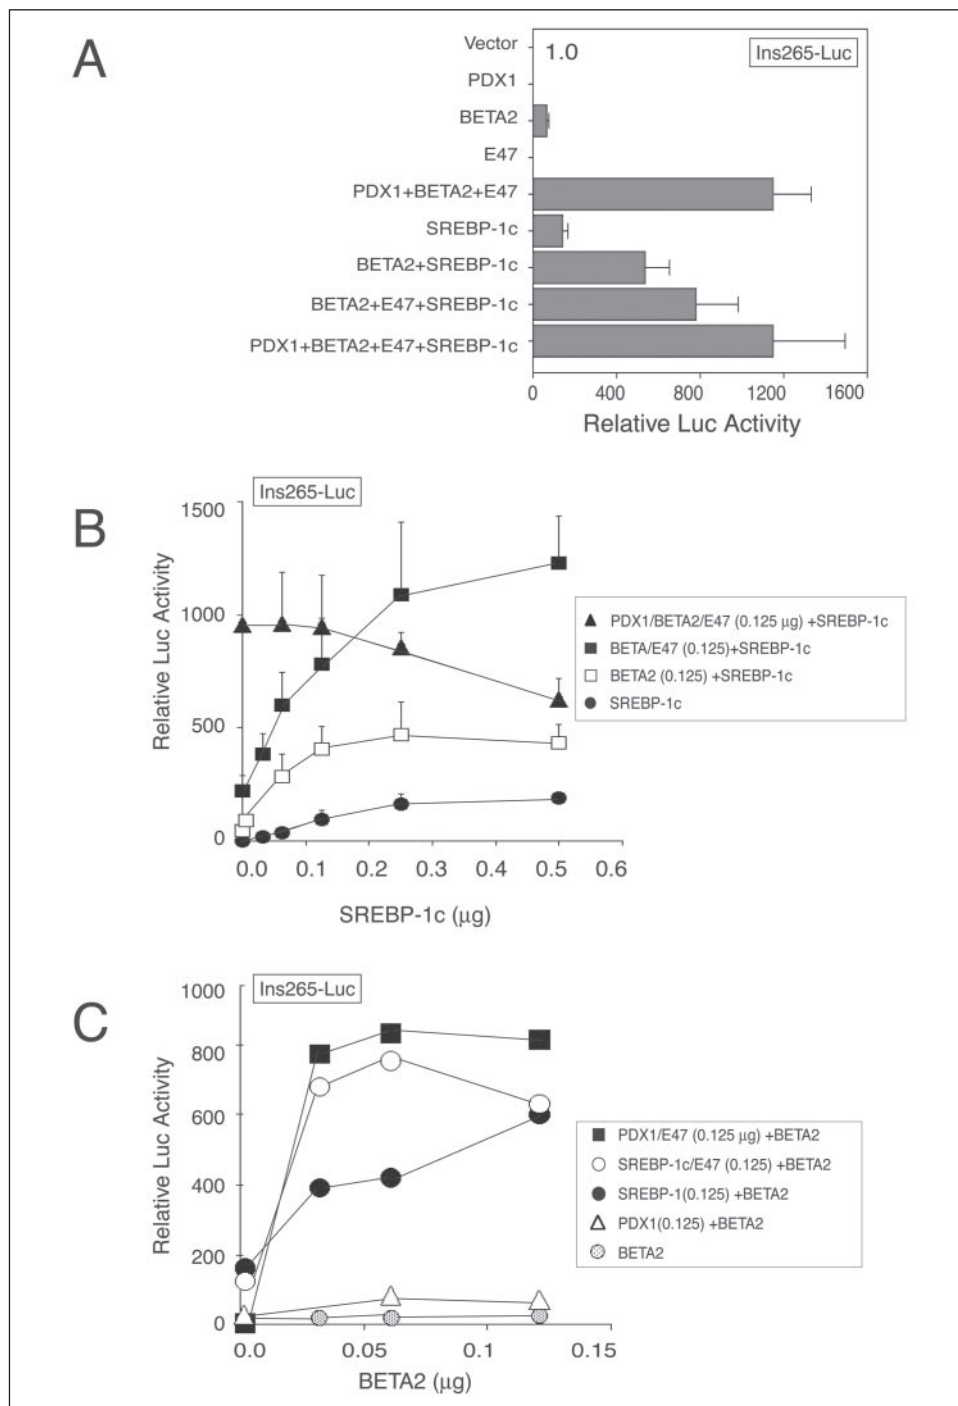 A
Vector
1.0
Ins265-Luc
PDX1
BETA2
E47
PDX1+BETA2+E47
SREBP-1c
BETA2+SREBP-1c
BETA2+E47+SREBP-1c
PDX1+BETA2+E47+SREBP-1c
0 400 800 1200 1600
Relative Luc Activity
B
Ins265-Luc
1500
1000
500
0
Relative Luc Activity
0.0 0.1 0.2 0.3 0.4 0.5 0.6
SREBP-1c (µg)
PDX1/BETA2/E47 (0.125 µg) +SREBP-1c
BETA/E47 (0.125)+SREBP-1c
BETA2 (0.125) +SREBP-1c
SREBP-1c
C
Ins265-Luc
1000
800
600
400
200
0
Relative Luc Activity
0.0 0.05 0.1 0.15
BETA2 (µg)
PDX1/E47 (0.125 µg) +BETA2
SREBP-1c/E47 (0.125) +BETA2
SREBP-1(0.125) +BETA2
PDX1(0.125) +BETA2
BETA2